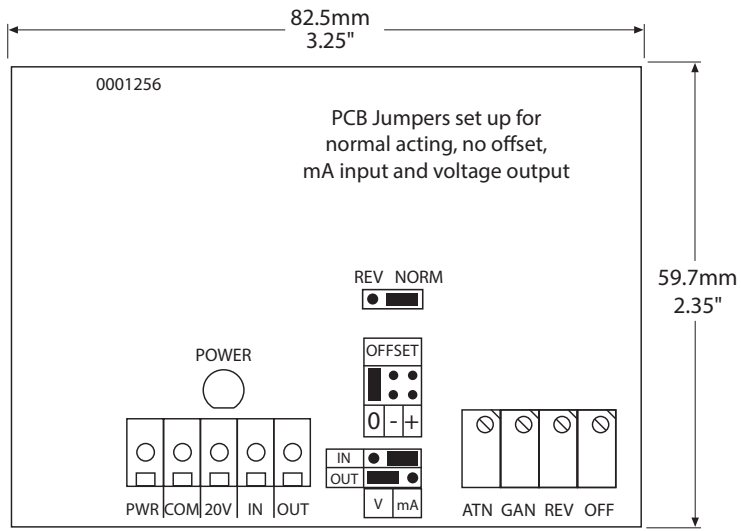 82.5mm
3.25"
0001256
PCB Jumpers set up for
normal acting, no offset,
mA input and voltage output
59.7mm
2.35"
REV NORM
OFFSET
0 - +
POWER
IN
OUT
V mA
PWR COM 20V IN OUT
ATN GAN REV OFF